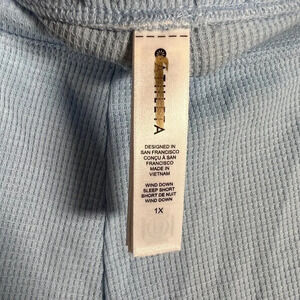 ATHLETA
DESIGNED IN
SAN FRANCISCO
CONÇU À SAN
FRANCISCO
MADE IN
VIETNAM
WIND DOWN
SLEEP SHORT
SHORT DE NUIT
WIND DOWN
1X